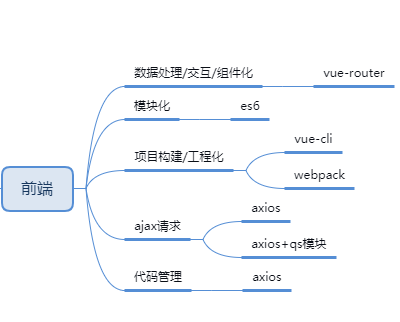 数据处理/交互/组件化
vue-router
模块化
es6
项目构建/工程化
vue-cli
webpack
前端
ajax请求
axios
axios+qs模块
代码管理
axios